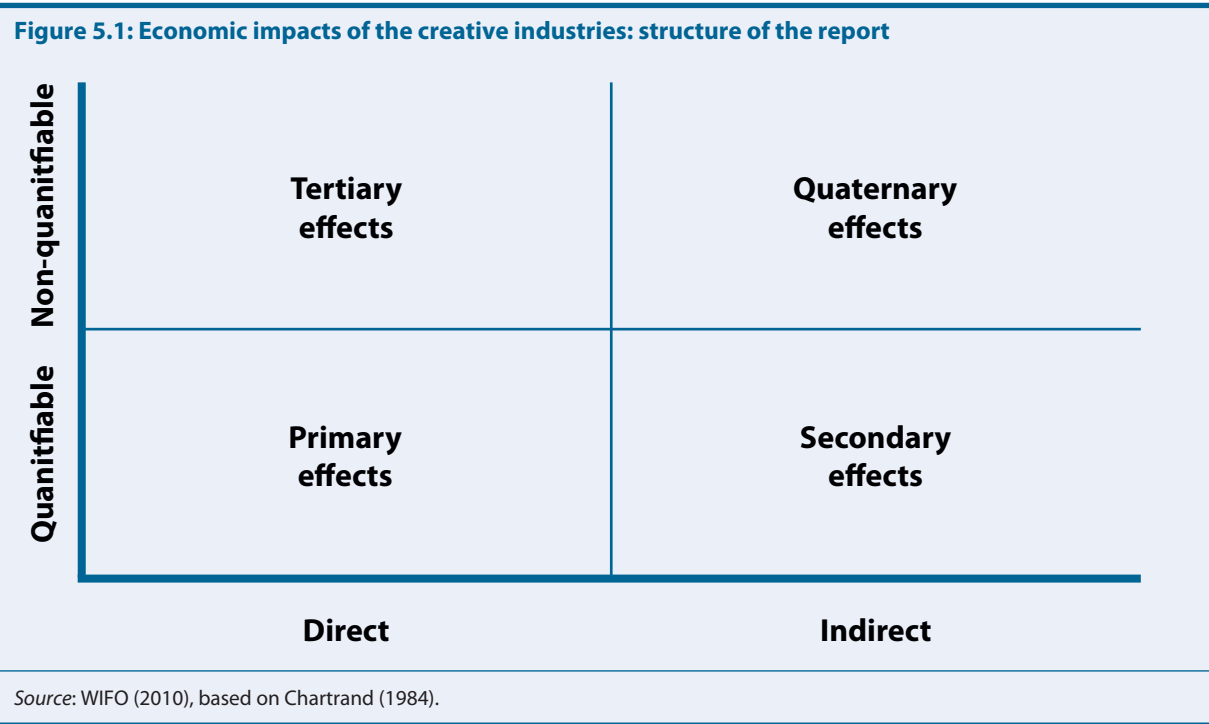 Figure 5.1: Economic impacts of the creative industries: structure of the report
Non-quanitfiable
Tertiary
effects
Quaternary
effects
Quanitfiable
Primary
effects
Secondary
effects
Direct
Indirect
Source: WIFO (2010), based on Chartrand (1984).